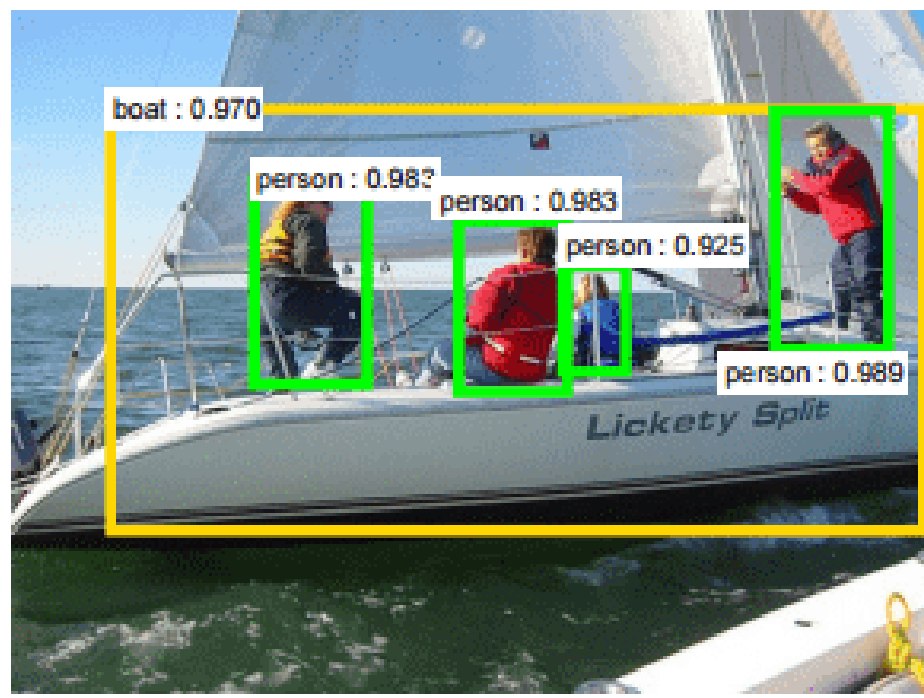 boat : 0.970
person : 0.983
person : 0.983
person : 0.925
person : 0.989
Lickety Split